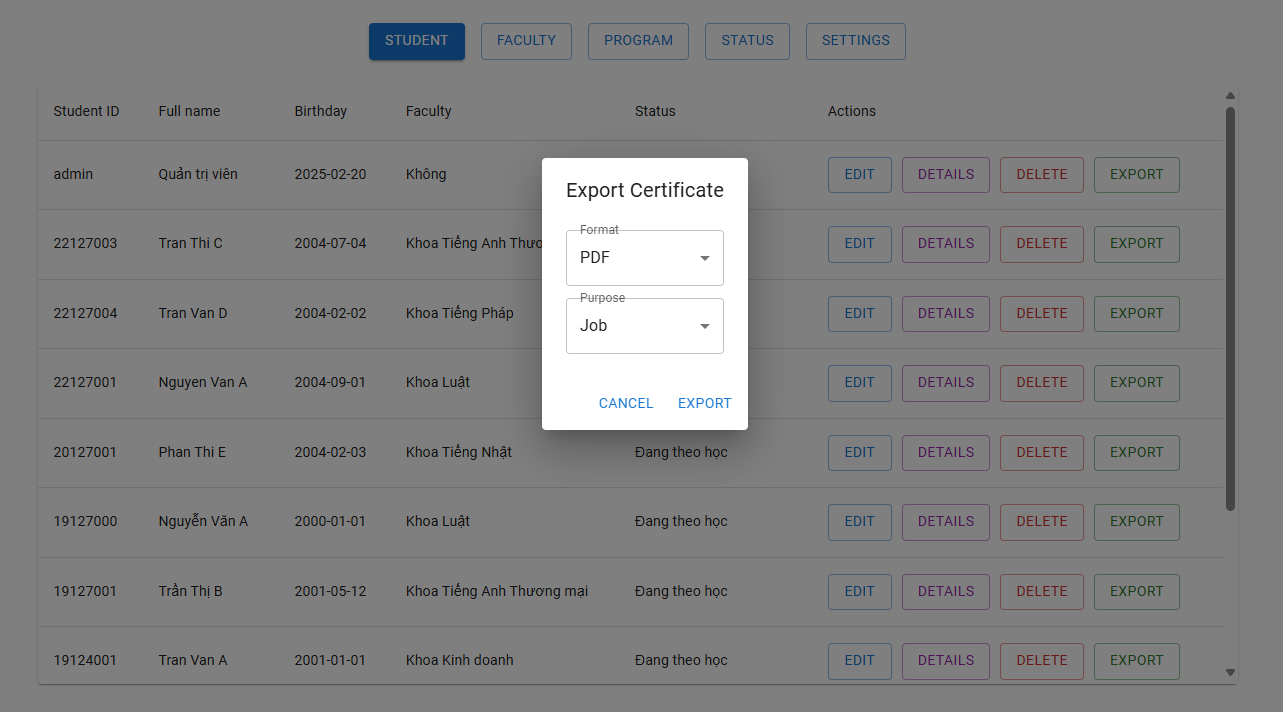 STUDENT FACULTY PROGRAM STATUS SETTINGS
Student ID Full name Birthday Faculty Status Actions
admin Quản trị viên 2025-02-20 Không EDIT DETAILS DELETE EXPORT
22127003 Tran Thi C 2004-07-04 Khoa Tiếng Anh EDIT DETAILS DELETE EXPORT
22127004 Tran Van D 2004-02-02 Khoa Tiếng Pháp EDIT DETAILS DELETE EXPORT
22127001 Nguyen Van A 2004-09-01 Khoa Luật EDIT DETAILS DELETE EXPORT
20127001 Phan Thi E 2004-02-03 Khoa Tiếng Nhật Đang theo học EDIT DETAILS DELETE EXPORT
19127000 Nguyễn Văn A 2000-01-01 Khoa Luật Đang theo học EDIT DETAILS DELETE EXPORT
19127001 Trần Thị B 2001-05-12 Khoa Tiếng Anh Thương mại Đang theo học EDIT DETAILS DELETE EXPORT
19124001 Tran Van A 2001-01-01 Khoa Kinh doanh Đang theo học EDIT DETAILS DELETE EXPORT
Export Certificate
Format
PDF
Purpose
Job
CANCEL EXPORT